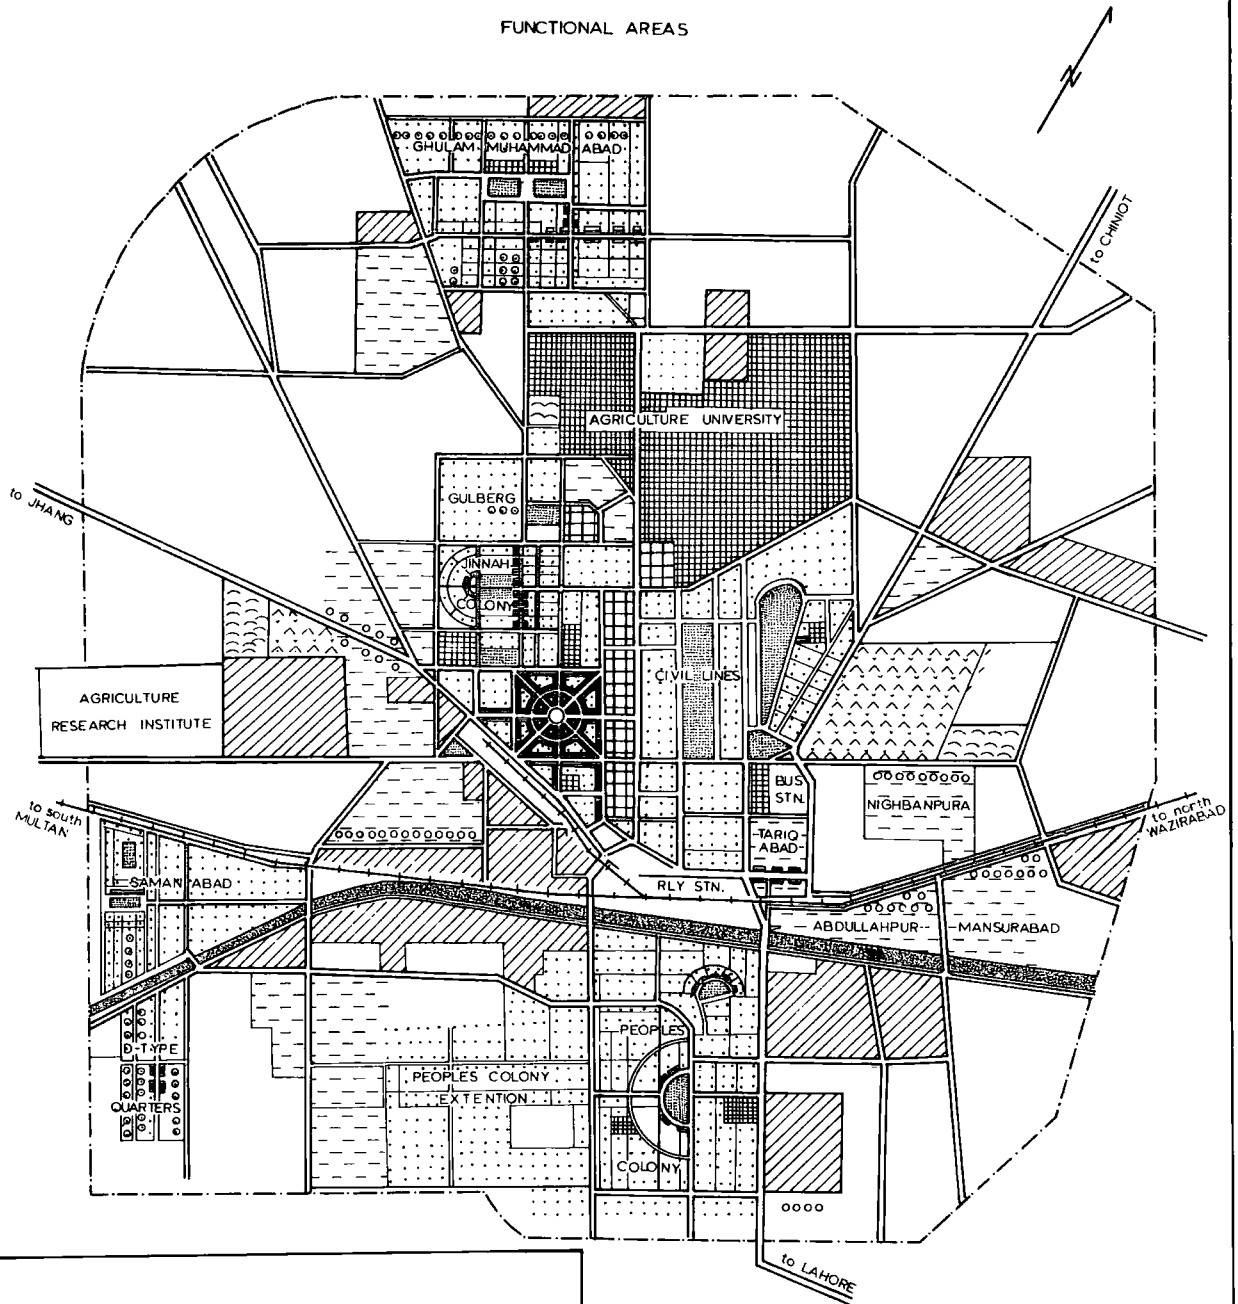 FUNCTIONAL AREAS
N
GHULAM MUHAMMAD ABAD
to CHINIOT
AGRICULTURE UNIVERSITY
to JHANG
GULBERG
JINNAH
COLONY
CIVIL LINES
AGRICULTURE
RESEARCH INSTITUTE
BUS
STN.
NIGHBANPURA
to south
MULTAN
to north
WAZIRABAD
TARIQ
ABAD
SAMANABAD
RLY STN.
ABDULLAHPUR
MANSURABAD
PEOPLES
D-TYPE
QUARTERS
PEOPLES COLONY
EXTENTION
COLONY
to LAHORE